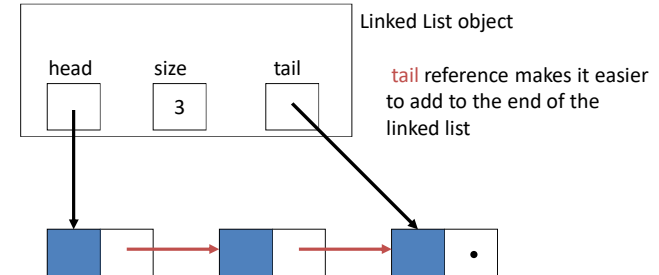 Linked List object
head size tail
3
tail reference makes it easier
to add to the end of the
linked list